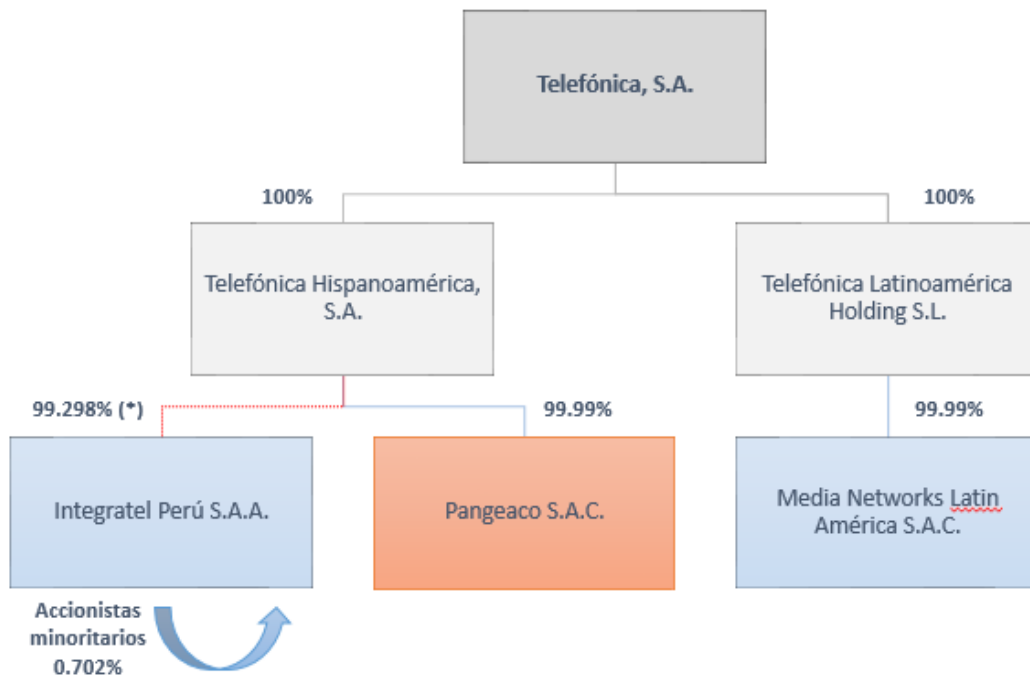 Telefónica, S.A.
100%
100%
Telefónica Hispanoamérica,
S.A.
Telefónica Latinoamérica
Holding S.L.
99.298% (*)
99.99%
99.99%
Integratel Perú S.A.A.
Pangeaco S.A.C.
Media Networks Latin
América S.A.C.
Accionistas
minoritarios
0.702%